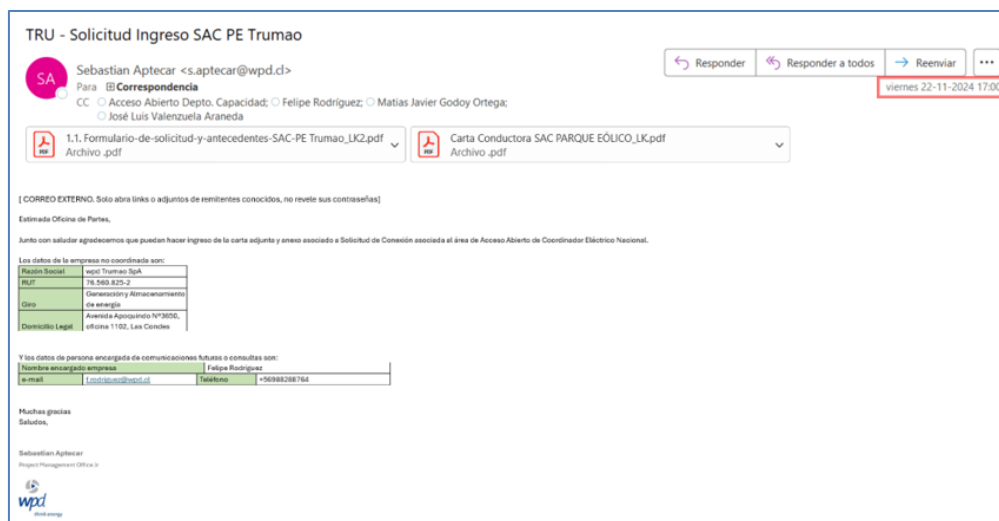 TRU - Solicitud Ingreso SAC PE Trumao
SA
Sebastian Aptecar <s.aptecar@wpd.cl>
Para Correspondencia
CC Acceso Abierto Depto. Capacidad; Felipe Rodríguez; Matias Javier Godoy Ortega;
José Luis Valenzuela Araneda
Responder Responder a todos Reenviar ...
viernes 22-11-2024 17:00
1.1. Formulario-de-solicitud-y-antecedentes-SAC-PE Trumao_LK2.pdf
Archivo .pdf
Carta Conductora SAC PARQUE EÓLICO_LK.pdf
Archivo .pdf
[ CORREO EXTERNO. Solo abra links o adjuntos de remitentes conocidos, no revele sus contraseñas]
Estimada Oficina de Partes,
Junto con saludar agradecemos que puedan hacer ingreso de la carta adjunta y anexo asociado a Solicitud de Conexión asociada al área de Acceso Abierto de Coordinador Eléctrico Nacional.
Los datos de la empresa no coordinada son:
Razón Social wpd Trumao SpA
RUT 76.560.825-2
Giro Generación y Almacenamiento
de energía
Domicilio Legal Avenida Apoquindo Nº3650,
oficina 1102, Las Condes
Y los datos de persona encargada de comunicaciones futuras o consultas son:
Nombre encargado empresa Felipe Rodriguez
e-mail f.rodriguez@wpd.cl Teléfono +56988288764
Muchas gracias
Saludos,
Sebastian Aptecar
Project Management Office Jr
wpd
think energy